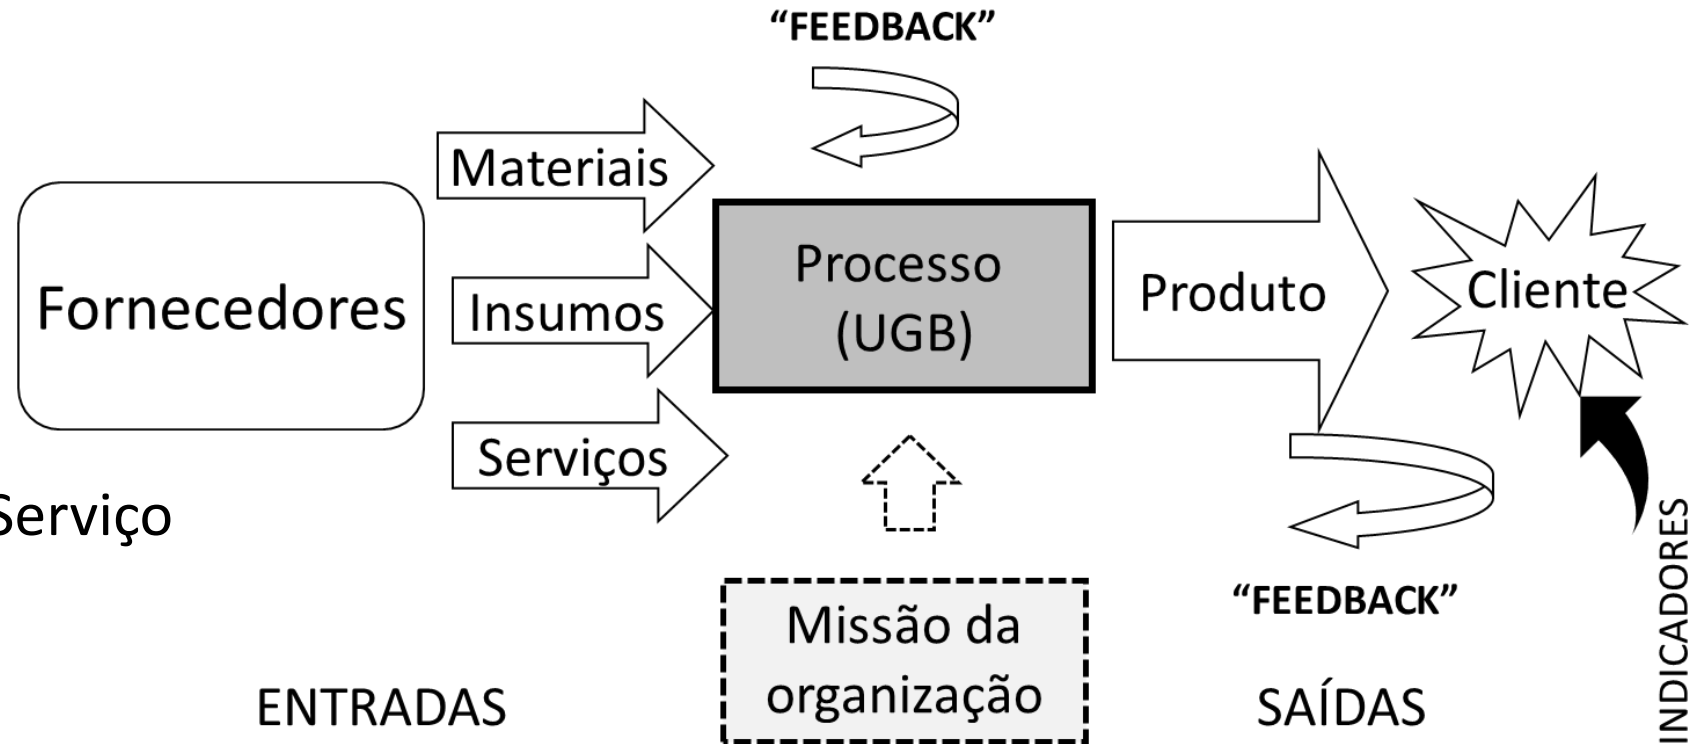 “FEEDBACK”
Materiais
Fornecedores
Insumos
Serviços
Processo
(UGB)
Produto
Cliente
Serviço
“FEEDBACK”
Missão da
organização
ENTRADAS
SAÍDAS
INDICADORES